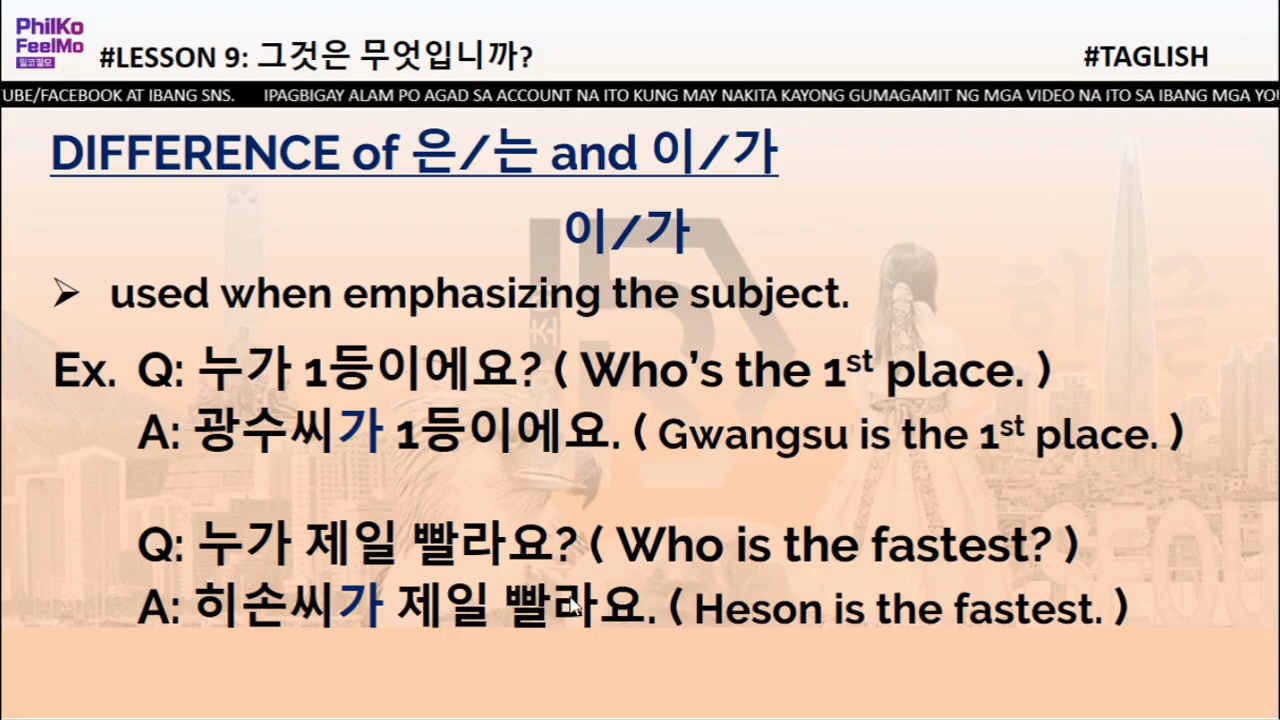 PhilKo
FeelMo
필코필모
#LESSON 9: 그것은 무엇입니까?
#TAGLISH
UBE/FACEBOOK AT IBANG SNS. IPAGBIGAY ALAM PO AGAD SA ACCOUNT NA ITO KUNG MAY NAKITA KAYONG GUMAGAMIT NG MGA VIDEO NA ITO SA IBANG MGA YO
DIFFERENCE of 은/는 and 이/가
이/가
➢ used when emphasizing the subject.
Ex. Q: 누가 1등이에요? ( Who’s the 1st place. )
A: 광수씨가 1등이에요. ( Gwangsu is the 1st place. )
Q: 누가 제일 빨라요? ( Who is the fastest? )
A: 히손씨가 제일 빨라요. ( Heson is the fastest. )
한글
SEOUL